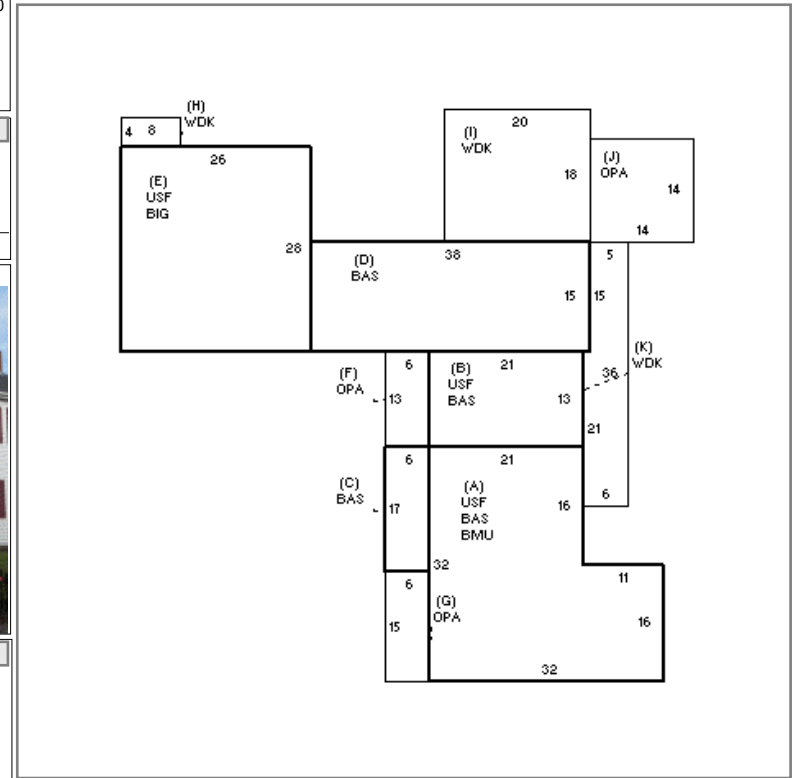 (H)
WDK
4 8
26
(E)
USF
BIG
28
20
(I)
WDK
18
(J)
OPA
14
14
38
(D)
BAS
15
5
15
(K)
WDK
36
21
6
6
(F)
OPA
13
21
(B)
USF
BAS
13
6
(C)
BAS
17
21
(A)
USF
BAS
BMU
16
32
6
15
(G)
OPA
11
16
32